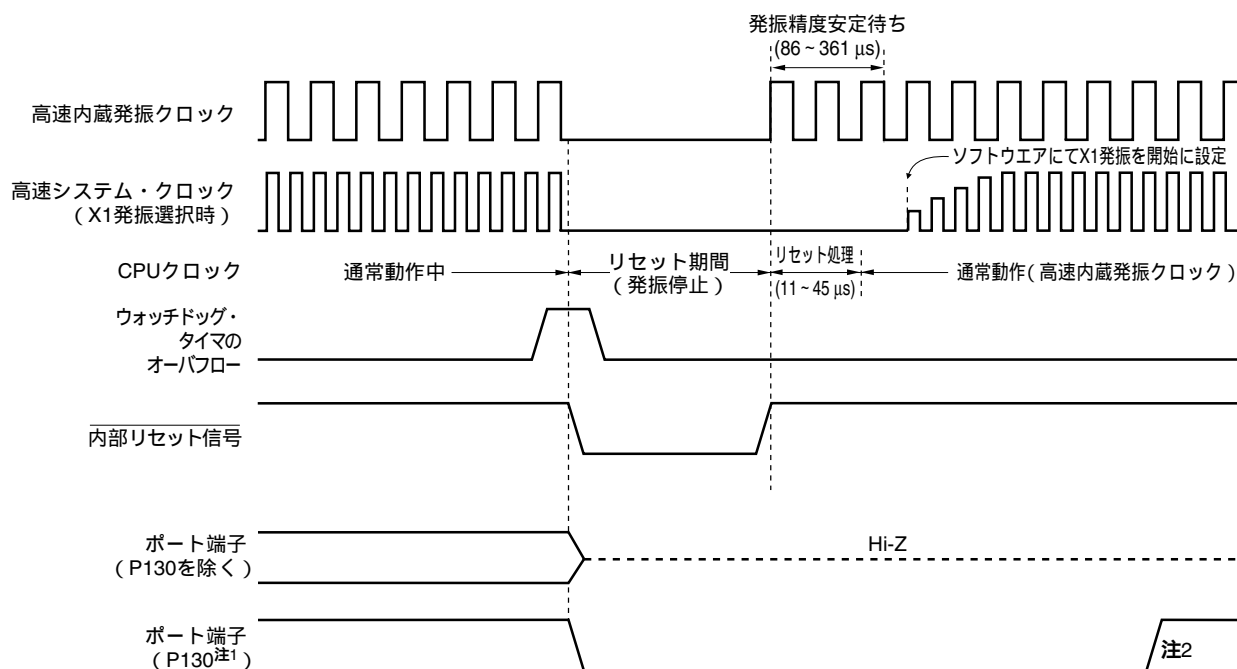 発振精度安定待ち
(86～361 μs)
高速内蔵発振クロック
ソフトウエアにてX1発振を開始に設定
高速システム・クロック
（X1発振選択時）
CPUクロック
通常動作中
リセット期間
（発振停止）
リセット処理
(11～45 μs)
通常動作（高速内蔵発振クロック）
ウォッチドッグ・
タイマの
オーバフロー
内部リセット信号
ポート端子
（P130を除く）
Hi-Z
ポート端子
（P130注1）
注2